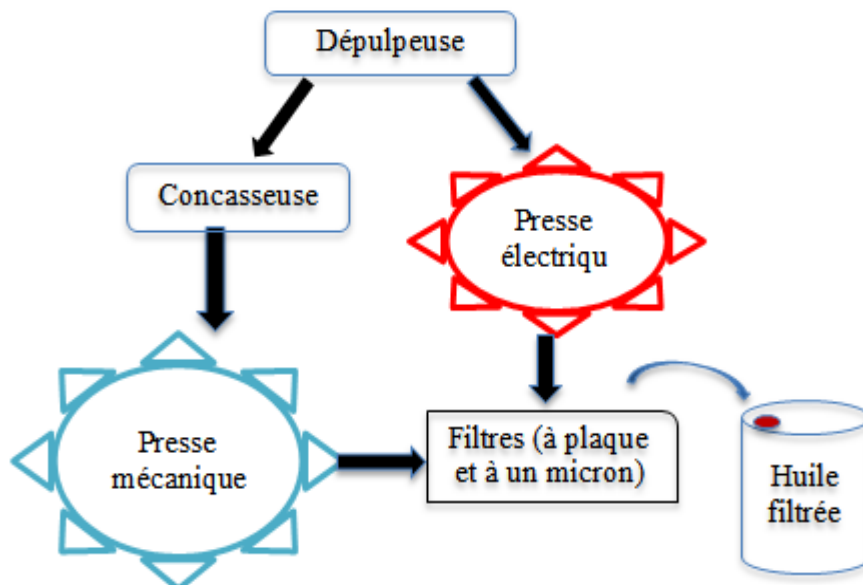 Dépulpeuse
Concasseuse
Presse
électriqu
Presse
mécanique
Filtres (à plaque
et à un micron)
Huile
filtrée